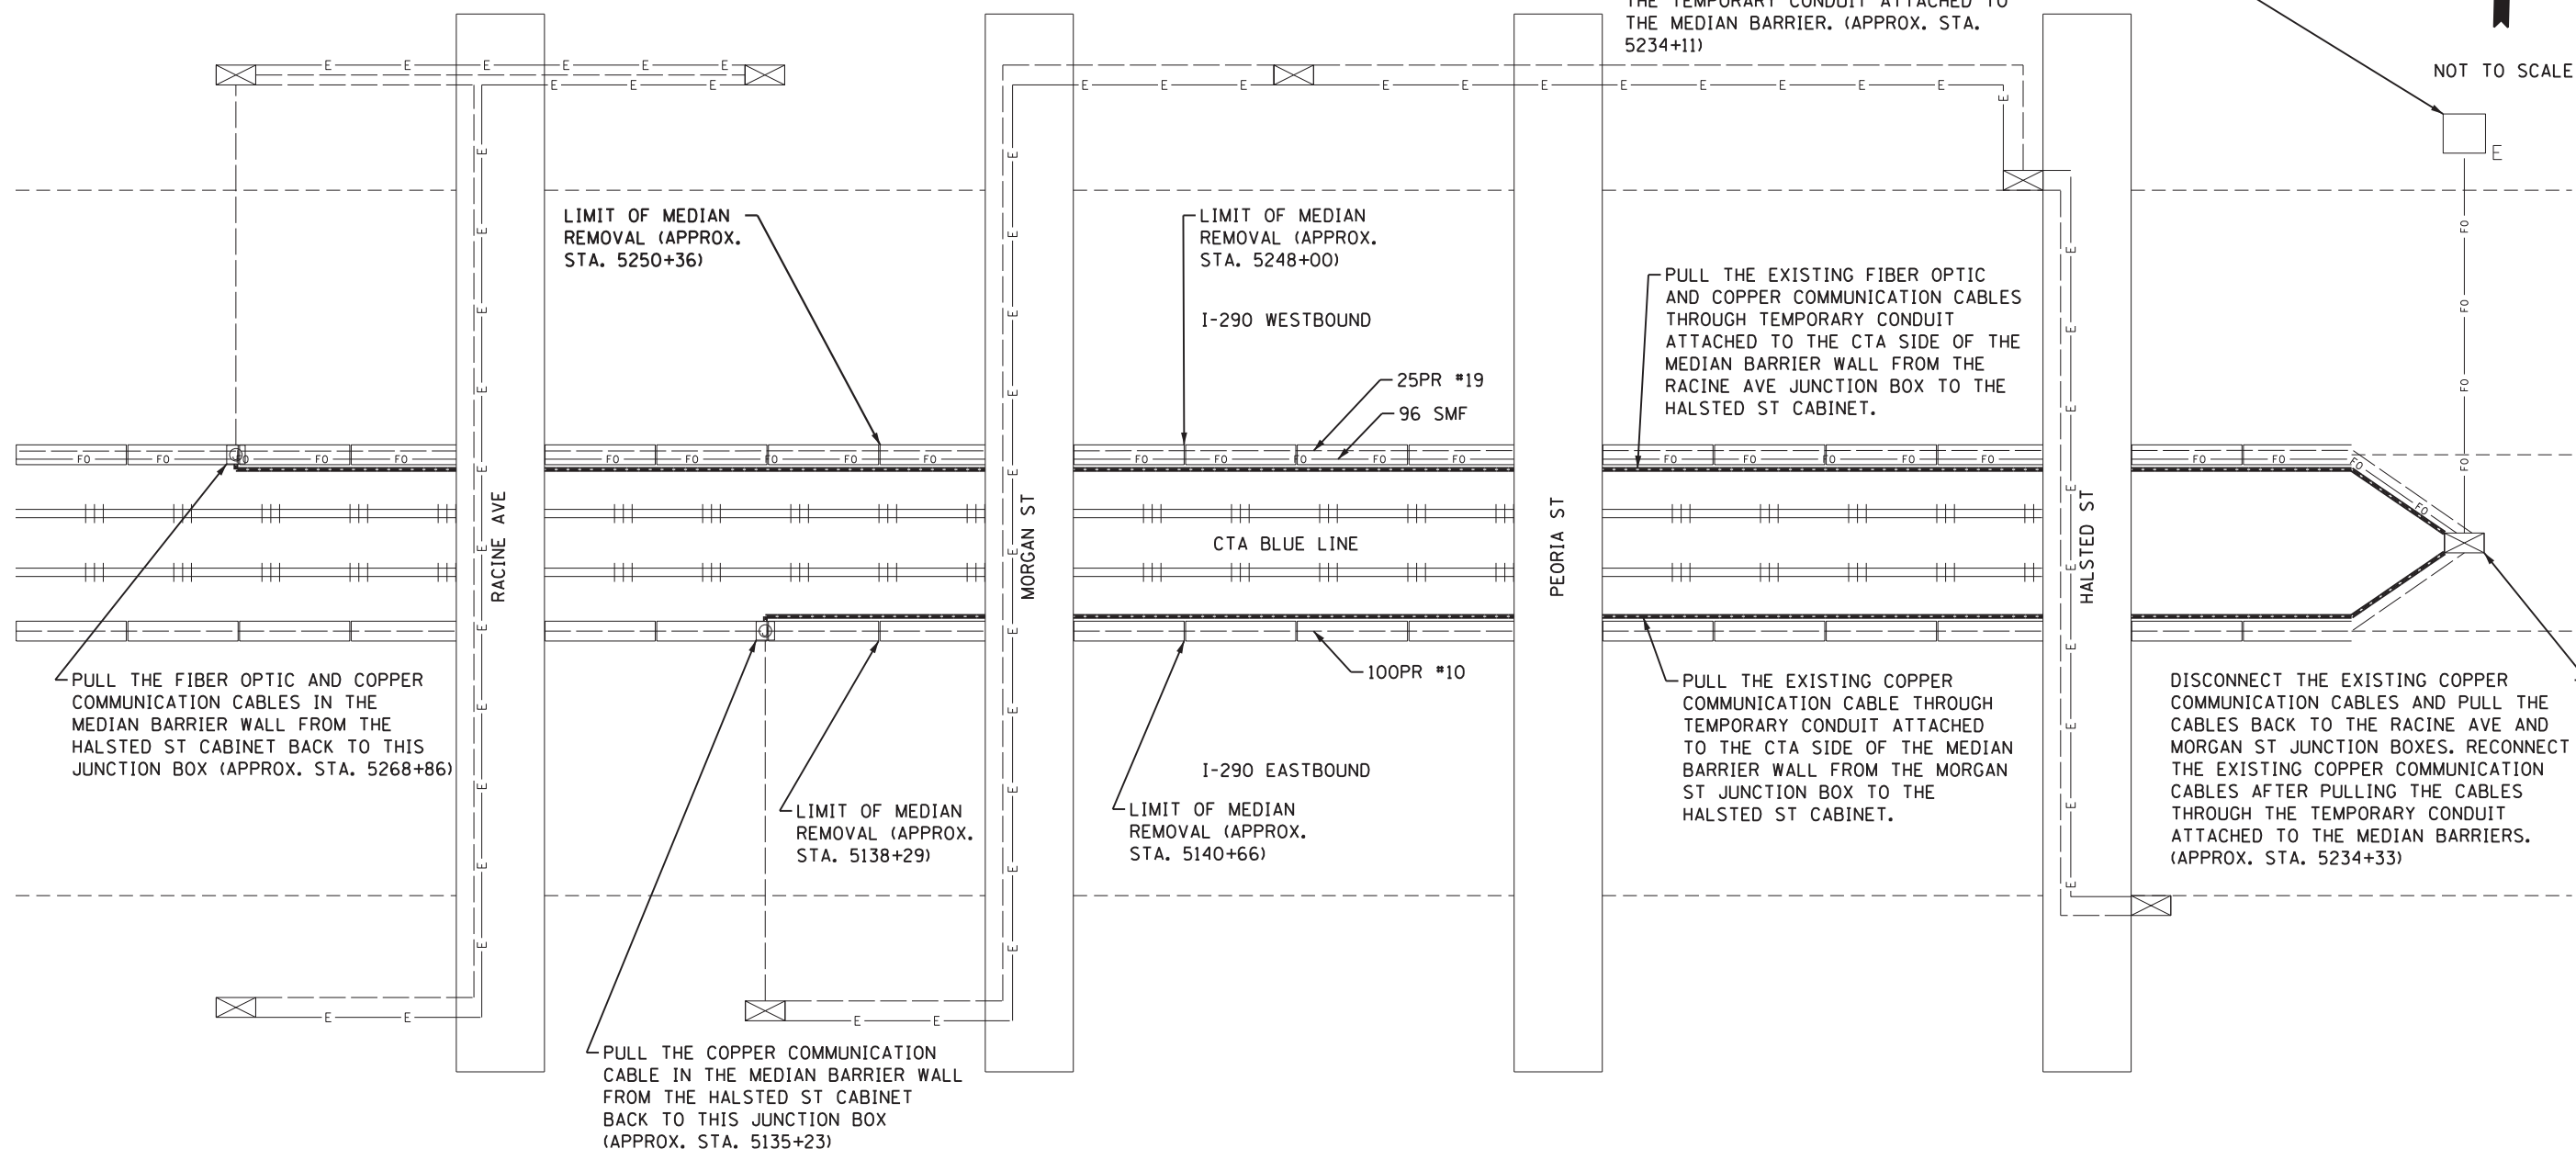 THE TEMPORARY CONDUIT ATTACHED TO
THE MEDIAN BARRIER. (APPROX. STA.
5234+11)
NOT TO SCALE
E
LIMIT OF MEDIAN
REMOVAL (APPROX.
STA. 5250+36)
LIMIT OF MEDIAN
REMOVAL (APPROX.
STA. 5248+00)
I-290 WESTBOUND
25PR #19
96 SMF
PULL THE EXISTING FIBER OPTIC
AND COPPER COMMUNICATION CABLES
THROUGH TEMPORARY CONDUIT
ATTACHED TO THE CTA SIDE OF THE
MEDIAN BARRIER WALL FROM THE
RACINE AVE JUNCTION BOX TO THE
HALSTED ST CABINET.
RACINE AVE
MORGAN ST
CTA BLUE LINE
PEORIA ST
HALSTED ST
PULL THE FIBER OPTIC AND COPPER
COMMUNICATION CABLES IN THE
MEDIAN BARRIER WALL FROM THE
HALSTED ST CABINET BACK TO THIS
JUNCTION BOX (APPROX. STA. 5268+86)
LIMIT OF MEDIAN
REMOVAL (APPROX.
STA. 5138+29)
100PR #10
I-290 EASTBOUND
LIMIT OF MEDIAN
REMOVAL (APPROX.
STA. 5140+66)
PULL THE EXISTING COPPER
COMMUNICATION CABLE THROUGH
TEMPORARY CONDUIT ATTACHED
TO THE CTA SIDE OF THE MEDIAN
BARRIER WALL FROM THE MORGAN
ST JUNCTION BOX TO THE
HALSTED ST CABINET.
DISCONNECT THE EXISTING COPPER
COMMUNICATION CABLES AND PULL THE
CABLES BACK TO THE RACINE AVE AND
MORGAN ST JUNCTION BOXES. RECONNECT
THE EXISTING COPPER COMMUNICATION
CABLES AFTER PULLING THE CABLES
THROUGH THE TEMPORARY CONDUIT
ATTACHED TO THE MEDIAN BARRIERS.
(APPROX. STA. 5234+33)
PULL THE COPPER COMMUNICATION
CABLE IN THE MEDIAN BARRIER WALL
FROM THE HALSTED ST CABINET
BACK TO THIS JUNCTION BOX
(APPROX. STA. 5135+23)